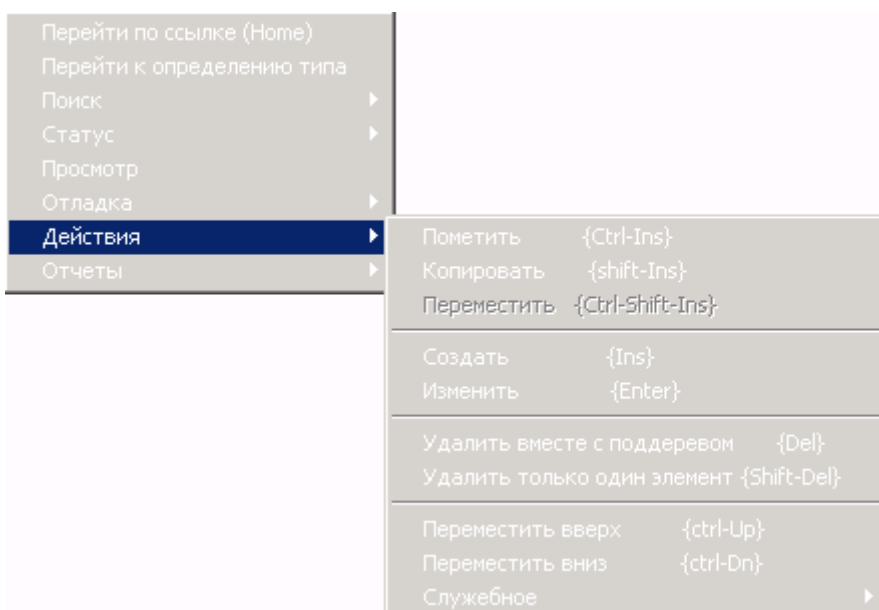 Перейти по ссылке (Home)
Перейти к определению типа
Поиск
Статус
Просмотр
Отладка
Действия
Отчеты
Пометить {Ctrl-Ins}
Копировать {shift-Ins}
Переместить {Ctrl-Shift-Ins}
Создать {Ins}
Изменить {Enter}
Удалить вместе с поддеревом {Del}
Удалить только один элемент {Shift-Del}
Переместить вверх {ctrl-Up}
Переместить вниз {ctrl-Dn}
Служебное